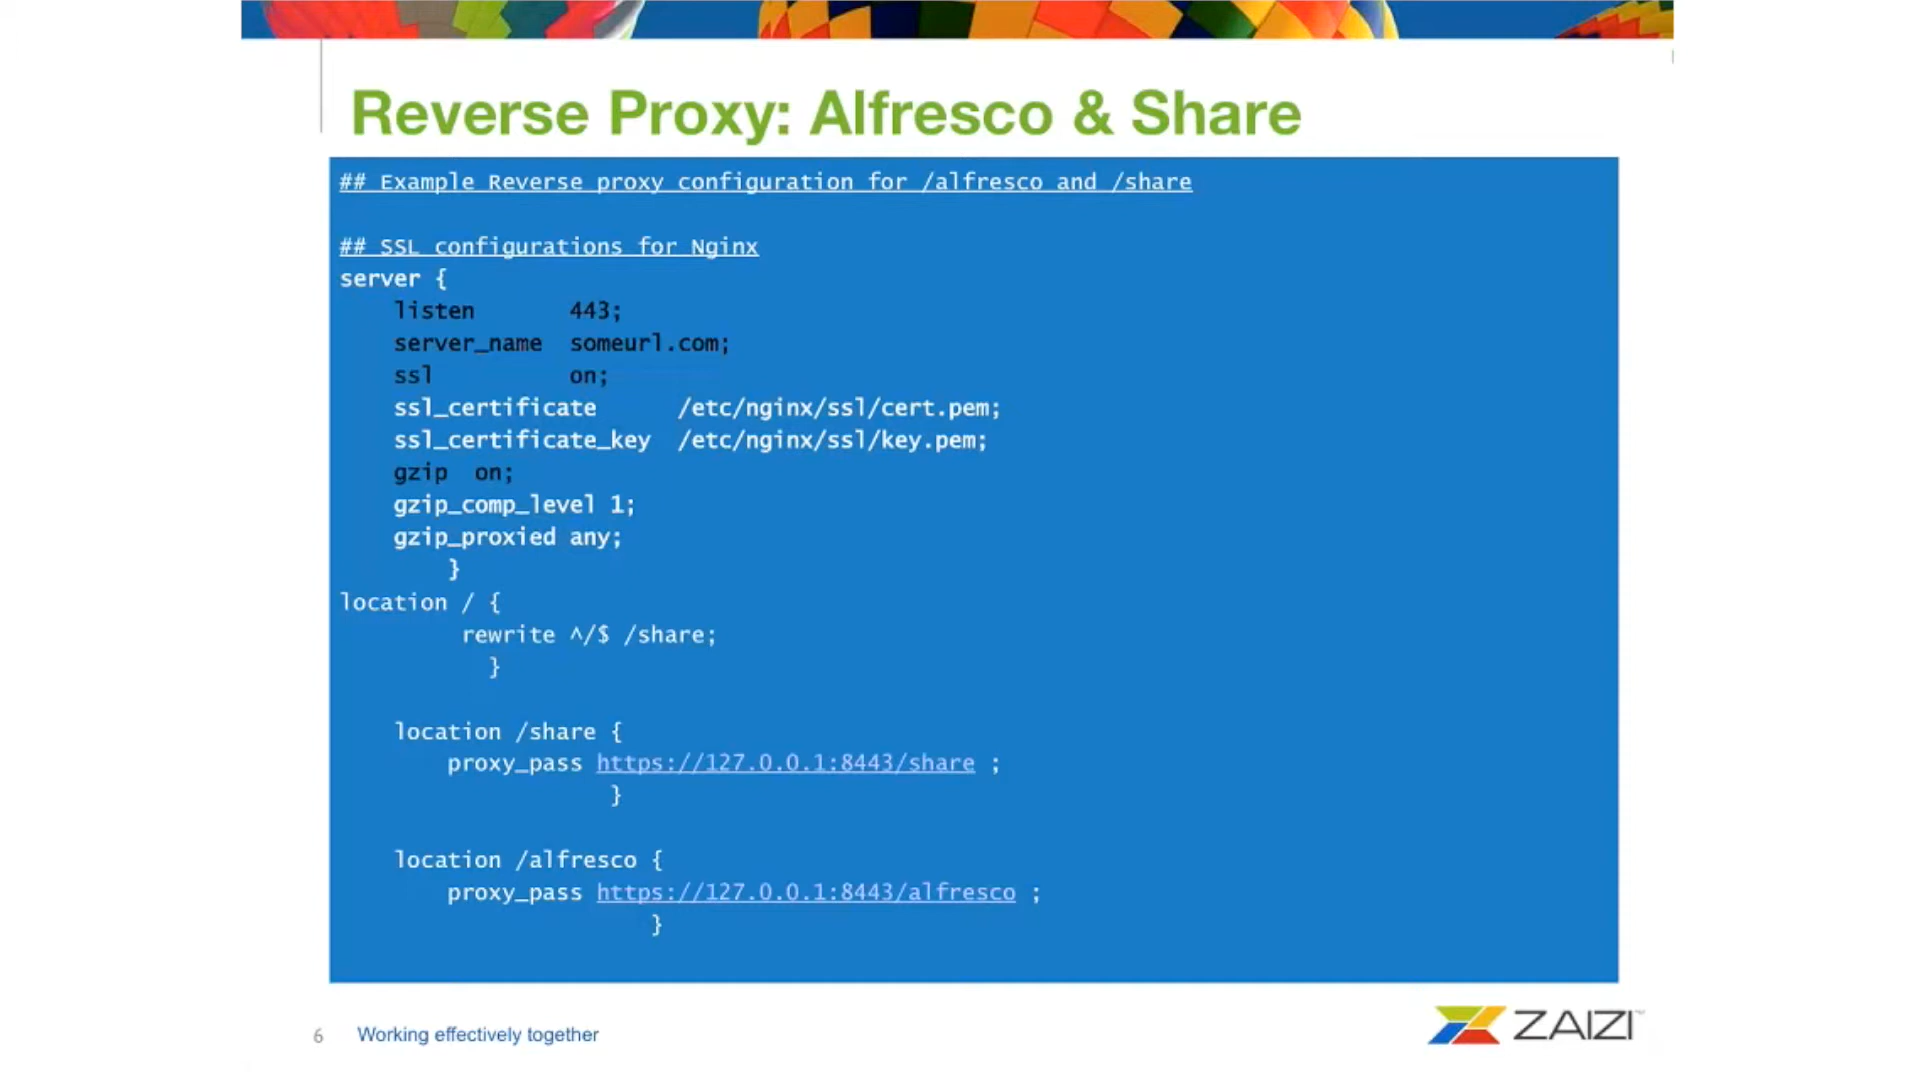 Reverse Proxy: Alfresco & Share
## Example Reverse proxy configuration for /alfresco and /share
## SSL configurations for Nginx
server {
listen 443;
server_name someurl.com;
ssl on;
ssl_certificate /etc/nginx/ssl/cert.pem;
ssl_certificate_key /etc/nginx/ssl/key.pem;
gzip on;
gzip_comp_level 1;
gzip_proxied any;
}
location / {
rewrite ^/$ /share;
}
location /share {
proxy_pass https://127.0.0.1:8443/share ;
}
location /alfresco {
proxy_pass https://127.0.0.1:8443/alfresco ;
}
6 Working effectively together
ZAIZI™